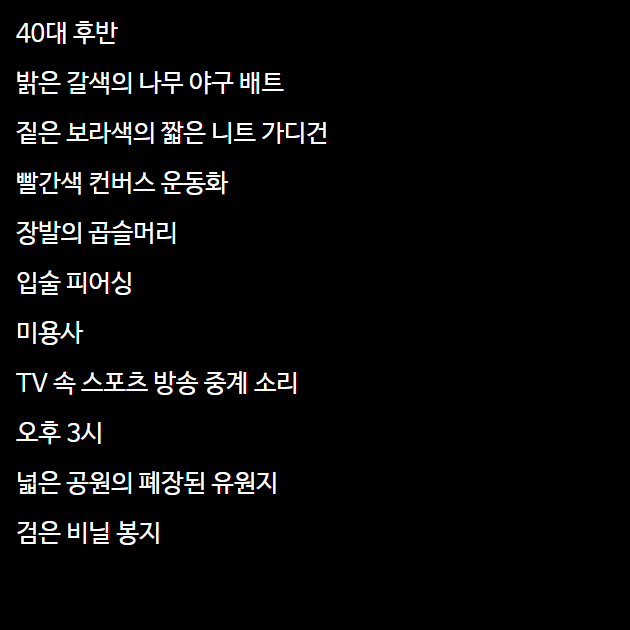 40대 후반
밝은 갈색의 나무 야구 배트
짙은 보라색의 짧은 니트 가디건
빨간색 컨버스 운동화
장발의 곱슬머리
입술 피어싱
미용사
TV 속 스포츠 방송 중계 소리
오후 3시
넓은 공원의 폐장된 유원지
검은 비닐 봉지